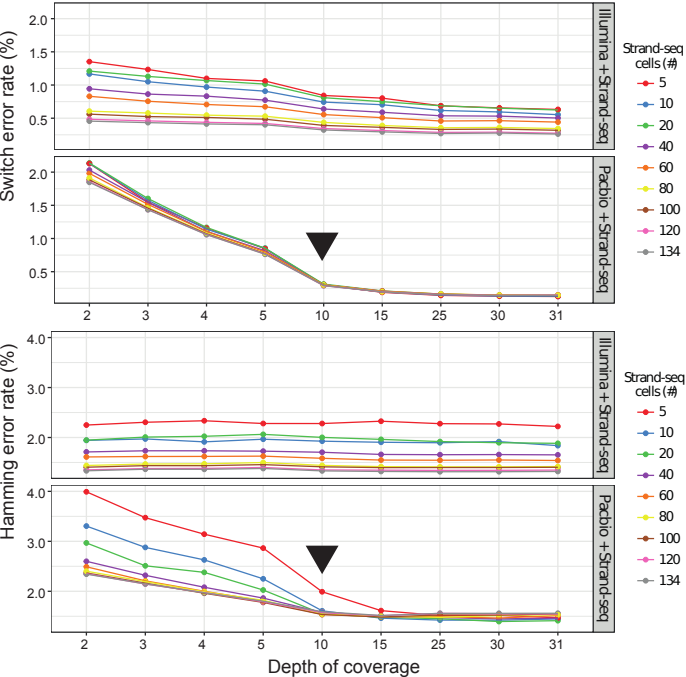 Switch error rate (%)
2.0
1.5
1.0
0.5
Illumina + Strand-seq
2.0
1.5
1.0
0.5
Pacbio + Strand-seq
2 3 4 5 10 15 25 30 31
Strand-seq
cells (#)
5
10
20
40
60
80
100
120
134
Hamming error rate (%)
4.0
3.0
2.0
Illumina + Strand-seq
4.0
3.0
2.0
Pacbio + Strand-seq
2 3 4 5 10 15 25 30 31
Depth of coverage
Strand-seq
cells (#)
5
10
20
40
60
80
100
120
134